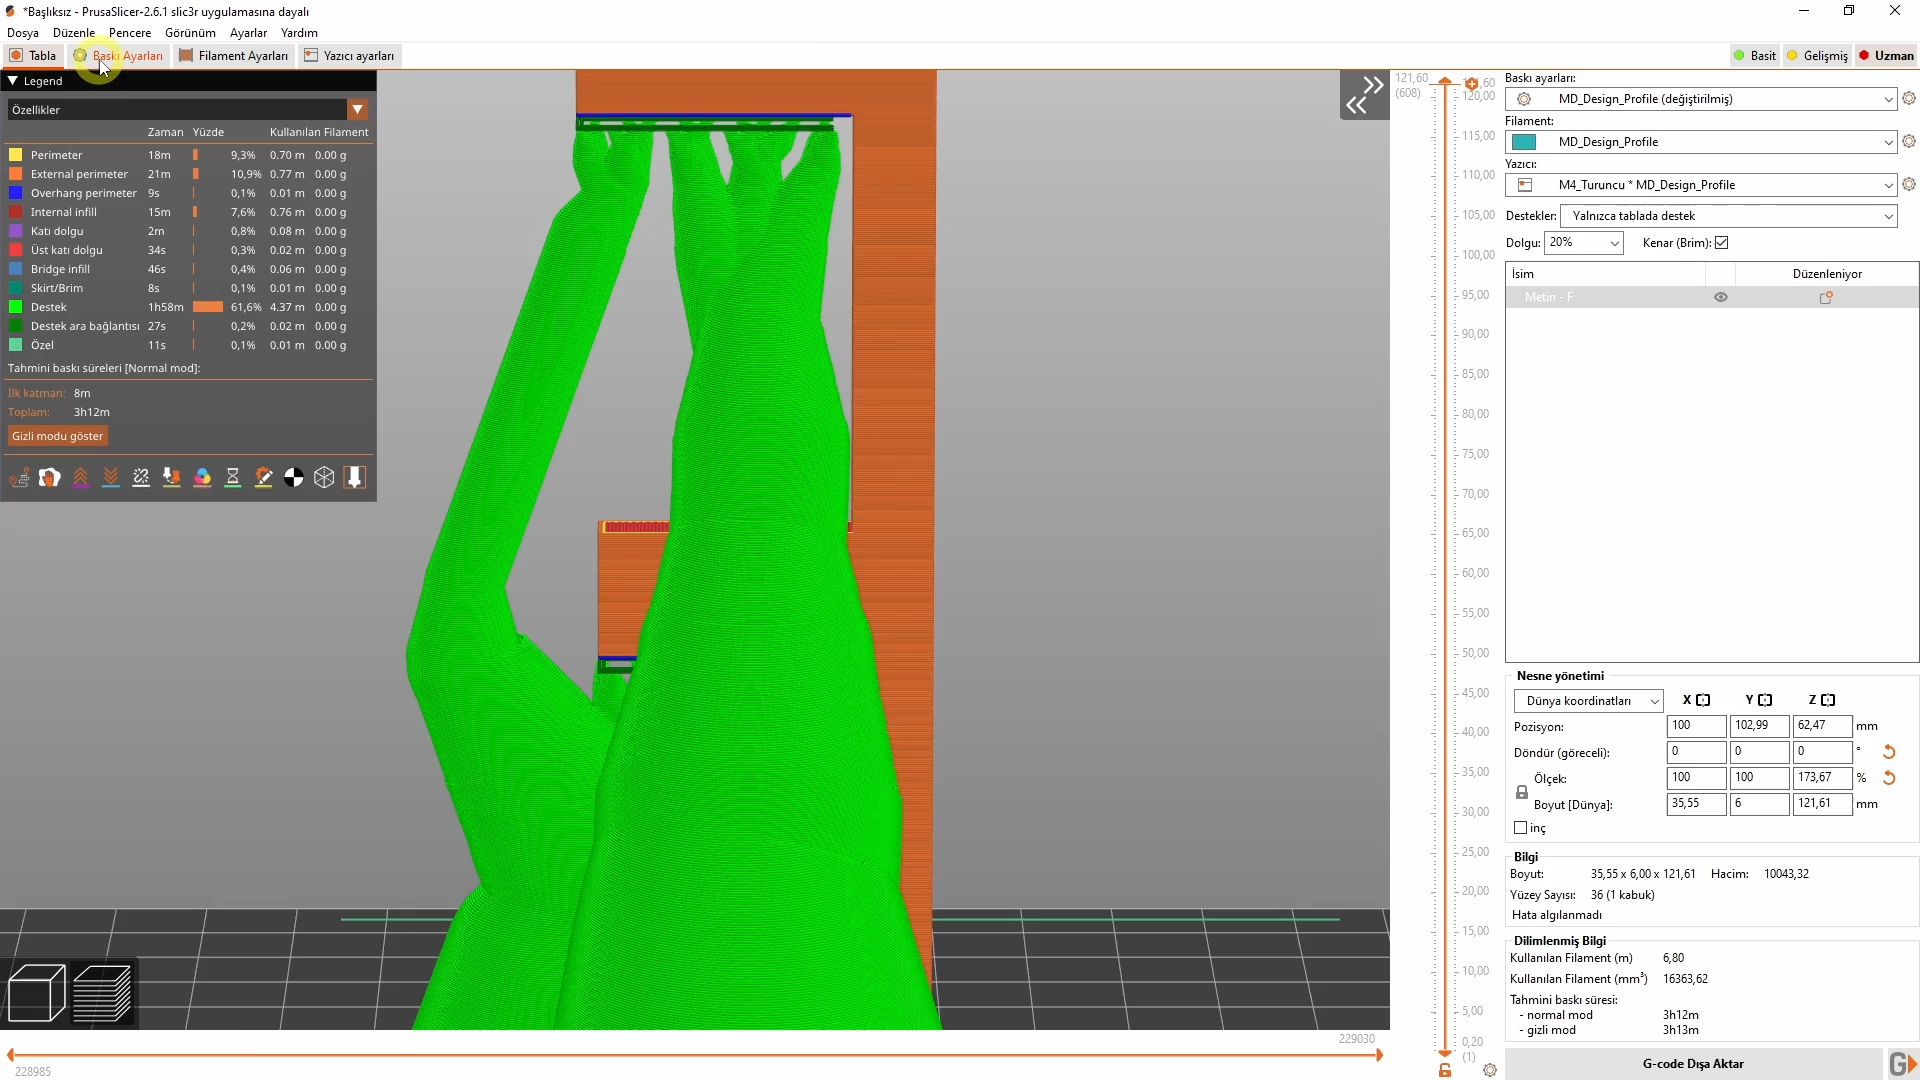 *Başlıksız - PrusaSlicer-2.6.1 slic3r uygulamasına dayalı
Dosya Düzenle Pencere Görünüm Ayarlar Yardım
Tabla Baskı Ayarları Filament Ayarları Yazıcı ayarları Basit Gelişmiş Uzman
Legend
Özellikler
Zaman Yüzde Kullanılan Filament
Perimeter 18m 9,3% 0.70 m 0.00 g
External perimeter 21m 10,9% 0.77 m 0.00 g
Overhang perimeter 9s 0,1% 0.01 m 0.00 g
Internal infill 15m 7,6% 0.76 m 0.00 g
Katı dolgu 2m 0,8% 0.08 m 0.00 g
Üst katı dolgu 34s 0,3% 0.02 m 0.00 g
Bridge infill 46s 0,4% 0.06 m 0.00 g
Skirt/Brim 8s 0,1% 0.01 m 0.00 g
Destek 1h58m 61,6% 4.37 m 0.00 g
Destek ara bağlantısı 27s 0,2% 0.02 m 0.00 g
Özel 11s 0,1% 0.01 m 0.00 g
Tahmini baskı süreleri [Normal mod]:
İlk katman: 8m
Toplam: 3h12m
Gizli modu göster
121,60
(608)
120,00
115,00
110,00
105,00
100,00
95,00
90,00
85,00
80,00
75,00
70,00
65,00
60,00
55,00
50,00
45,00
40,00
35,00
30,00
25,00
20,00
15,00
10,00
5,00
0,20
(1)
229030
228985
Baskı ayarları:
MD_Design_Profile (değiştirilmiş)
Filament:
MD_Design_Profile
Yazıcı:
M4_Turuncu * MD_Design_Profile
Destekler: Yalnızca tablada destek
Dolgu: 20% Kenar (Brim):
İsim Düzenleniyor
Metin - F
Nesne yönetimi
Dünya koordinatları X Y Z
Pozisyon: 100 102,99 62,47 mm
Döndür (göreceli): 0 0 0 °
Ölçek: 100 100 173,67 %
Boyut [Dünya]: 35,55 6 121,61 mm
inç
Bilgi
Boyut: 35,55 x 6,00 x 121,61 Hacim: 10043,32
Yüzey Sayısı: 36 (1 kabuk)
Hata algılanmadı
Dilimlenmiş Bilgi
Kullanılan Filament (m) 6,80
Kullanılan Filament (mm³) 16363,62
Tahmini baskı süresi:
- normal mod 3h12m
- gizli mod 3h13m
G-code Dışa Aktar
G